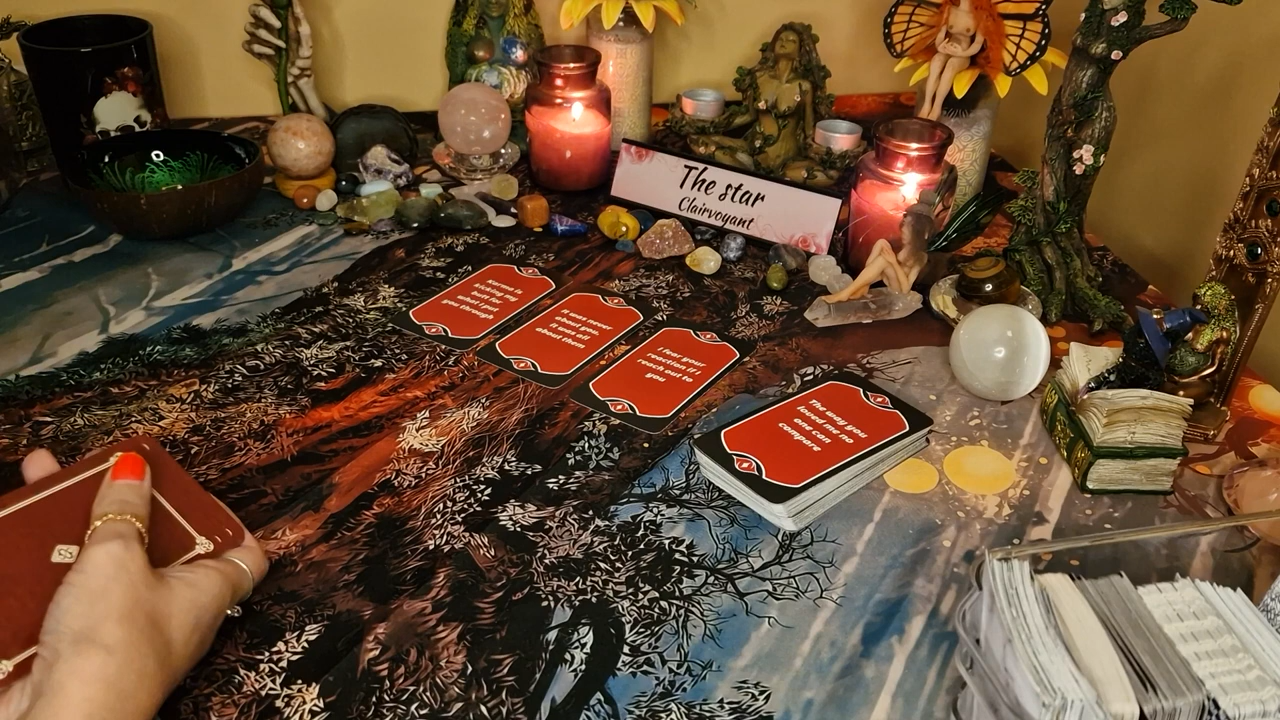 The star
Clairvoyant
Karma is
kicking my
butt for
what I put
you through
It was never
about you,
it was all
about them
I fear your
reaction if I
reach out to
you
The way you
loved me no
one can
compare